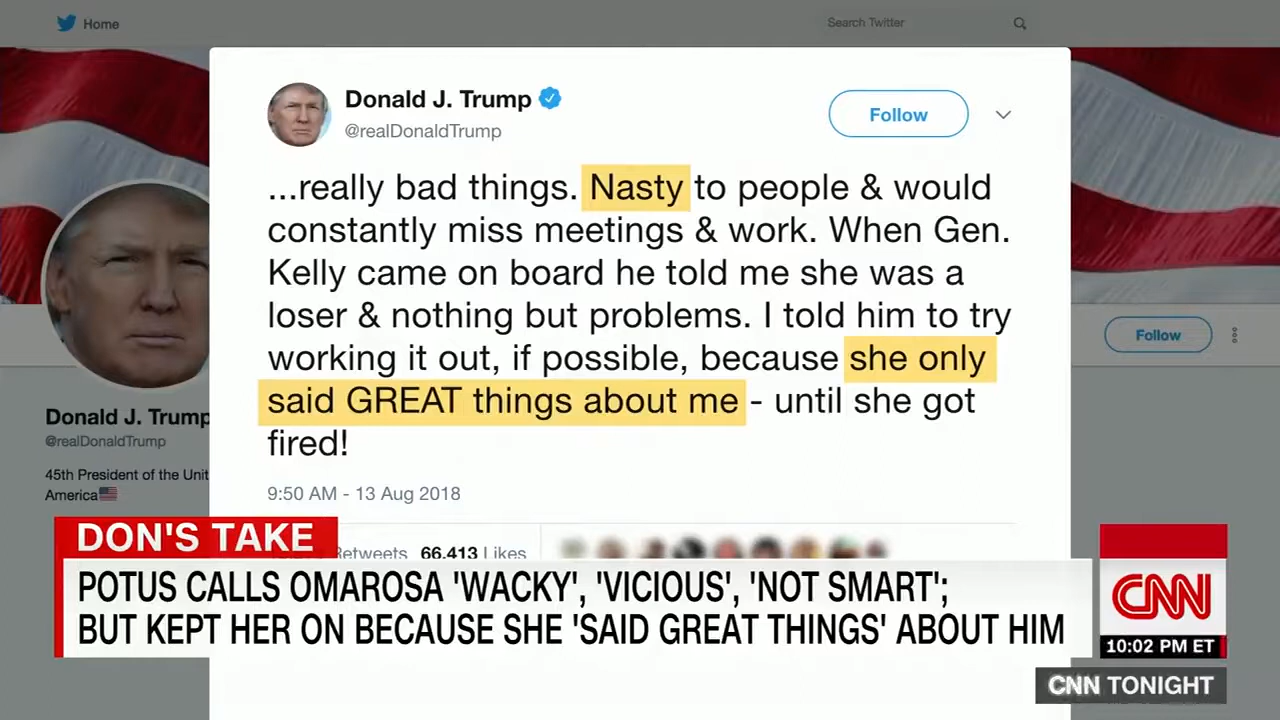 Home
Search Twitter
Donald J. Trump
@realDonaldTrump
Follow
...really bad things. Nasty to people & would
constantly miss meetings & work. When Gen.
Kelly came on board he told me she was a
loser & nothing but problems. I told him to try
working it out, if possible, because she only
said GREAT things about me - until she got
fired!
9:50 AM - 13 Aug 2018
Retweets 66,413 Likes
Follow
Donald J. Trump
@realDonaldTrump
45th President of the Unit
America
DON'S TAKE
POTUS CALLS OMAROSA 'WACKY', 'VICIOUS', 'NOT SMART';
BUT KEPT HER ON BECAUSE SHE 'SAID GREAT THINGS' ABOUT HIM
CNN
10:02 PM ET
CNN TONIGHT